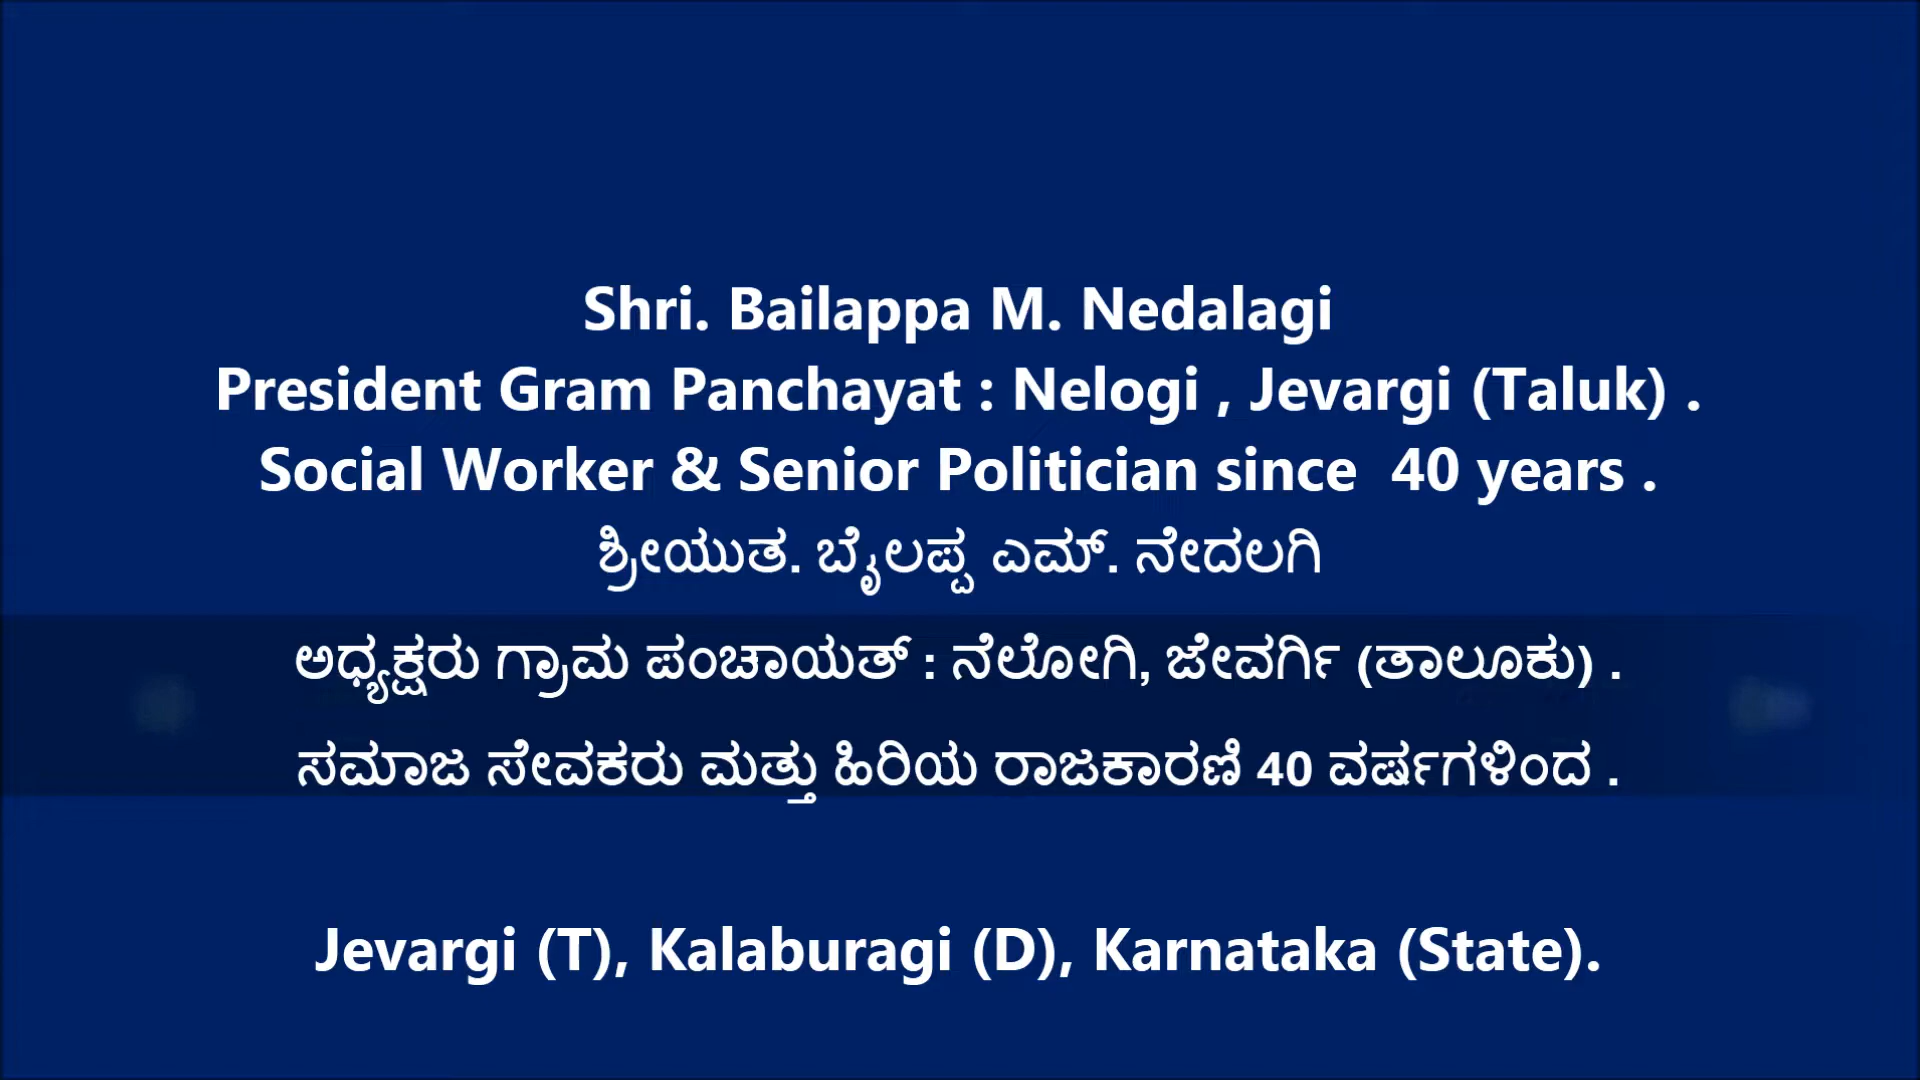 Shri. Bailappa M. Nedalagi
President Gram Panchayat : Nelogi , Jevargi (Taluk) .
Social Worker & Senior Politician since  40 years .
ಶ್ರೀಯುತ. ಬೈಲಪ್ಪ ಎಮ್. ನೇದಲಗಿ
ಅಧ್ಯಕ್ಷರು ಗ್ರಾಮ ಪಂಚಾಯತ್ : ನೆಲೋಗಿ, ಜೇವರ್ಗಿ (ತಾಲೂಕು) .
ಸಮಾಜ ಸೇವಕರು ಮತ್ತು ಹಿರಿಯ ರಾಜಕಾರಣಿ 40 ವರ್ಷಗಳಿಂದ .
Jevargi (T), Kalaburagi (D), Karnataka (State).